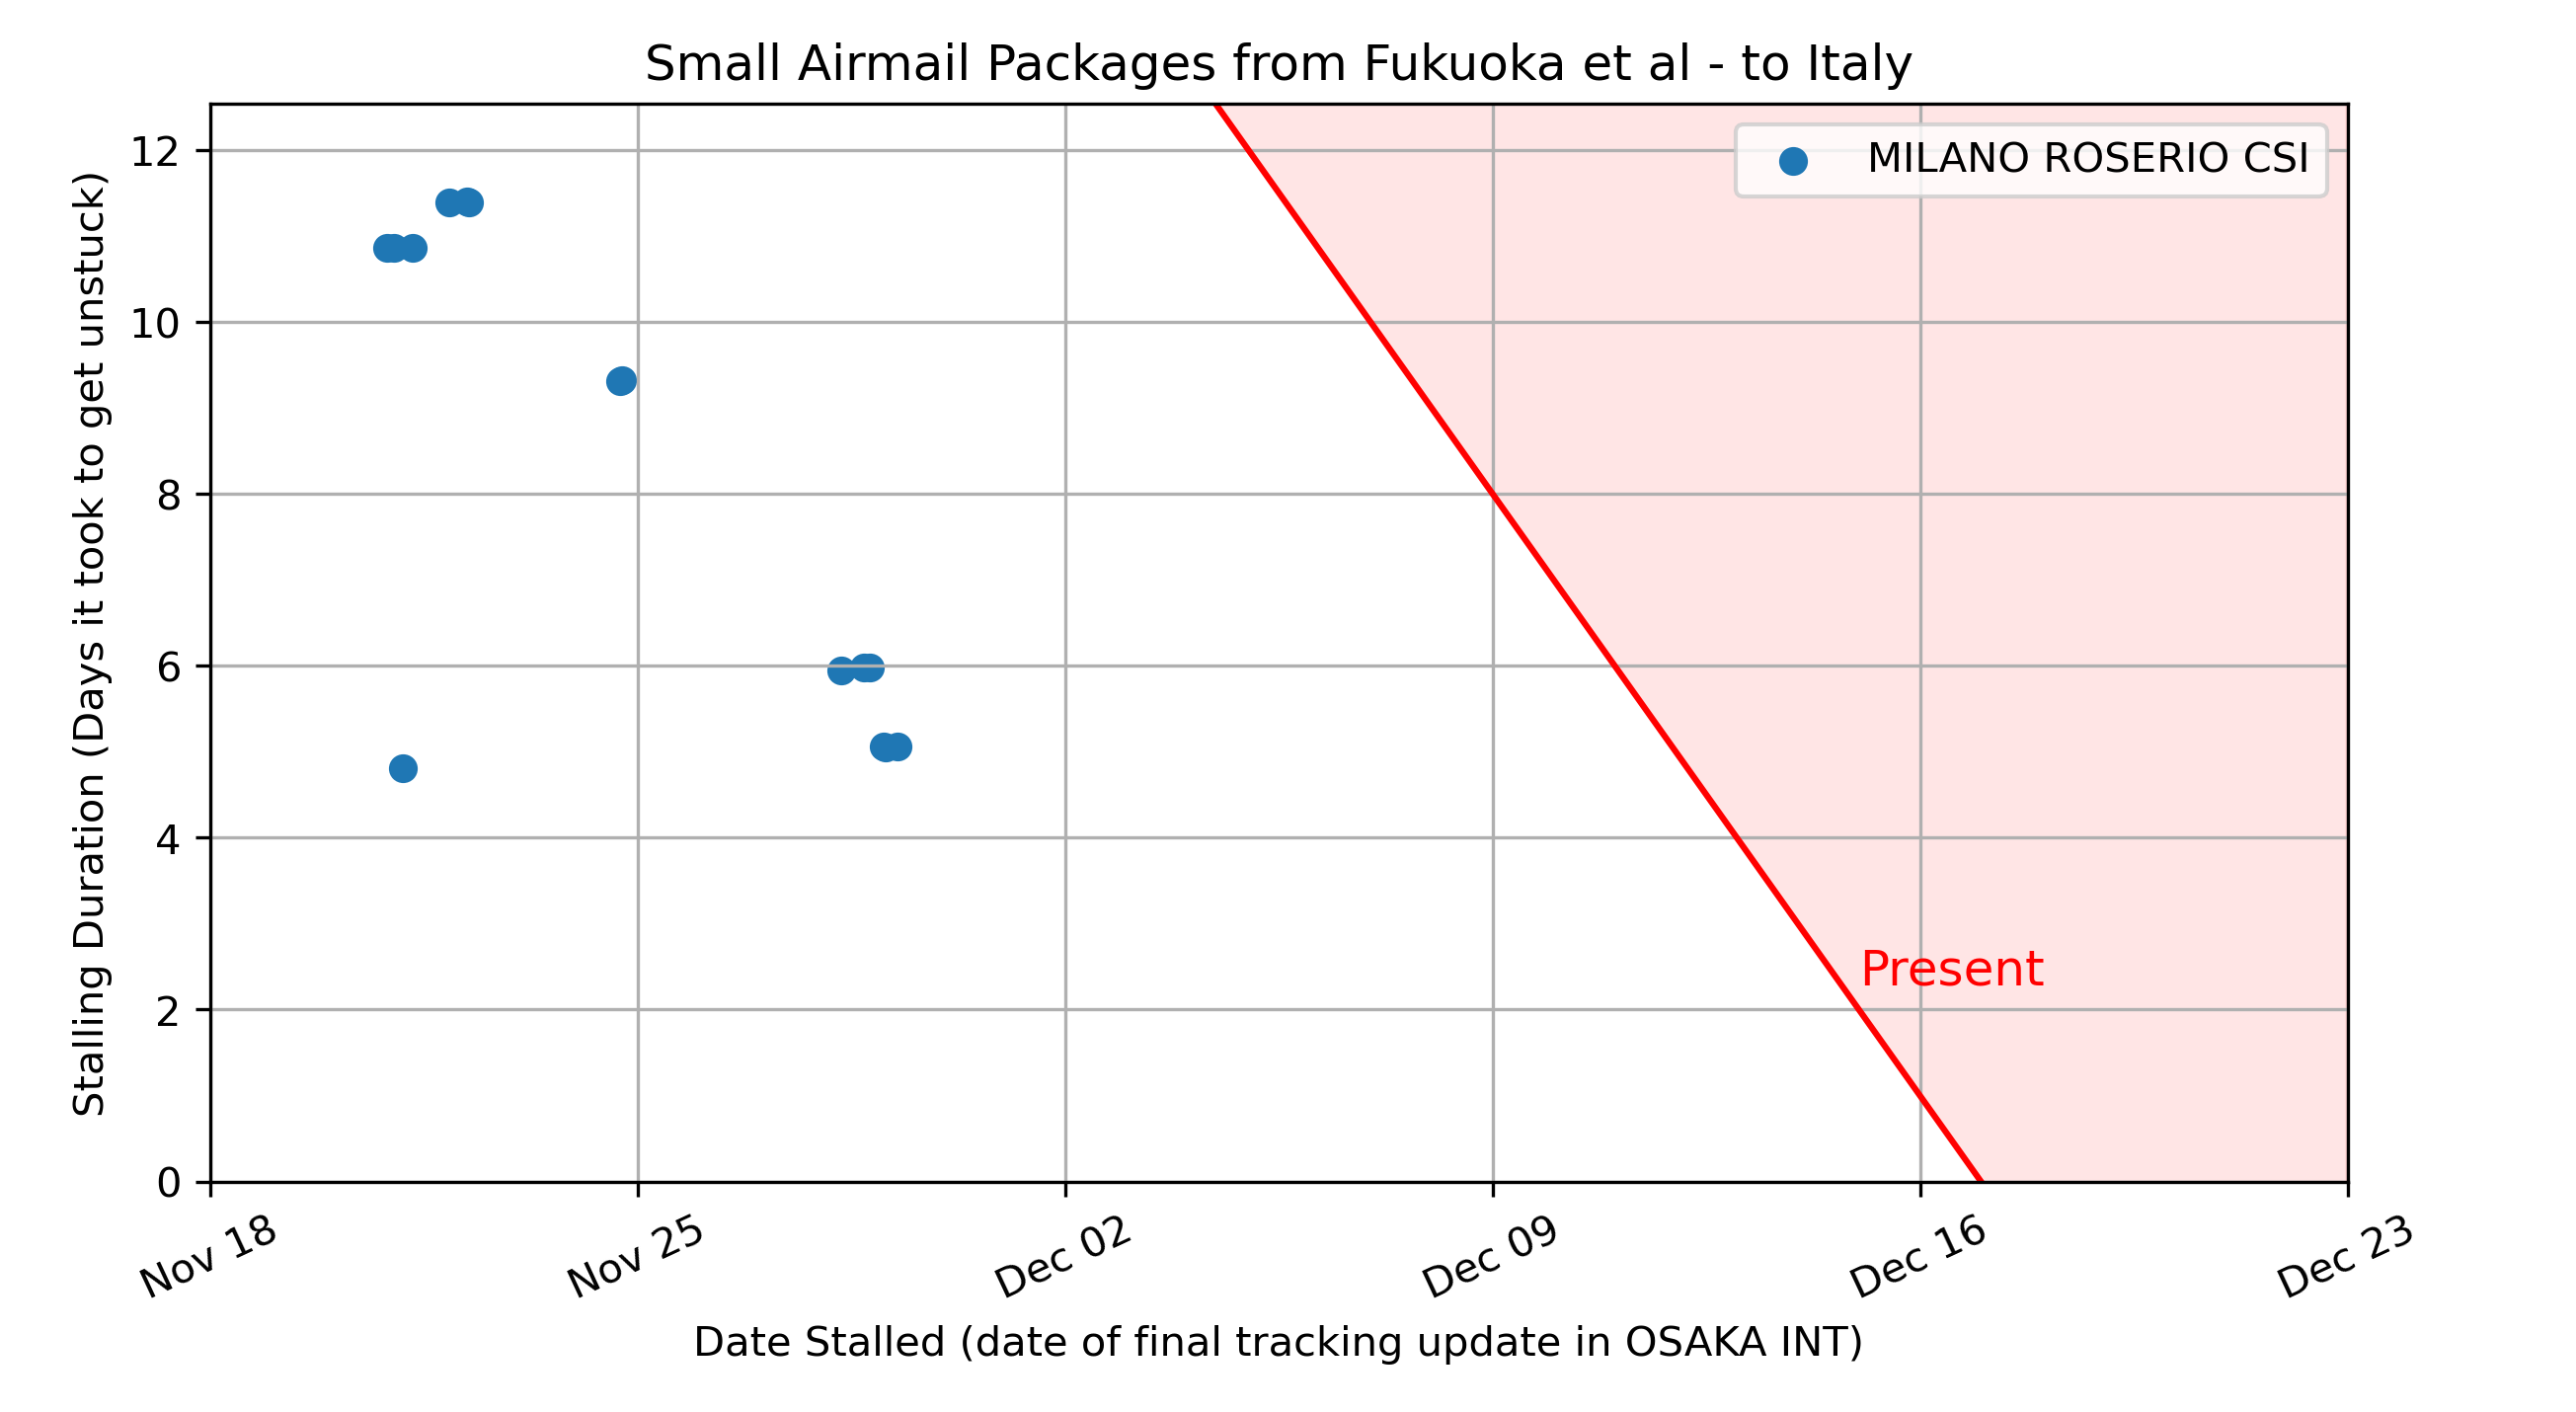 Small Airmail Packages from Fukuoka et al - to Italy
MILANO ROSERIO CSI
Stalling Duration (Days it took to get unstuck)
12
10
8
6
4
2
0
Present
Nov 18
Nov 25
Dec 02
Dec 09
Dec 16
Dec 23
Date Stalled (date of final tracking update in OSAKA INT)